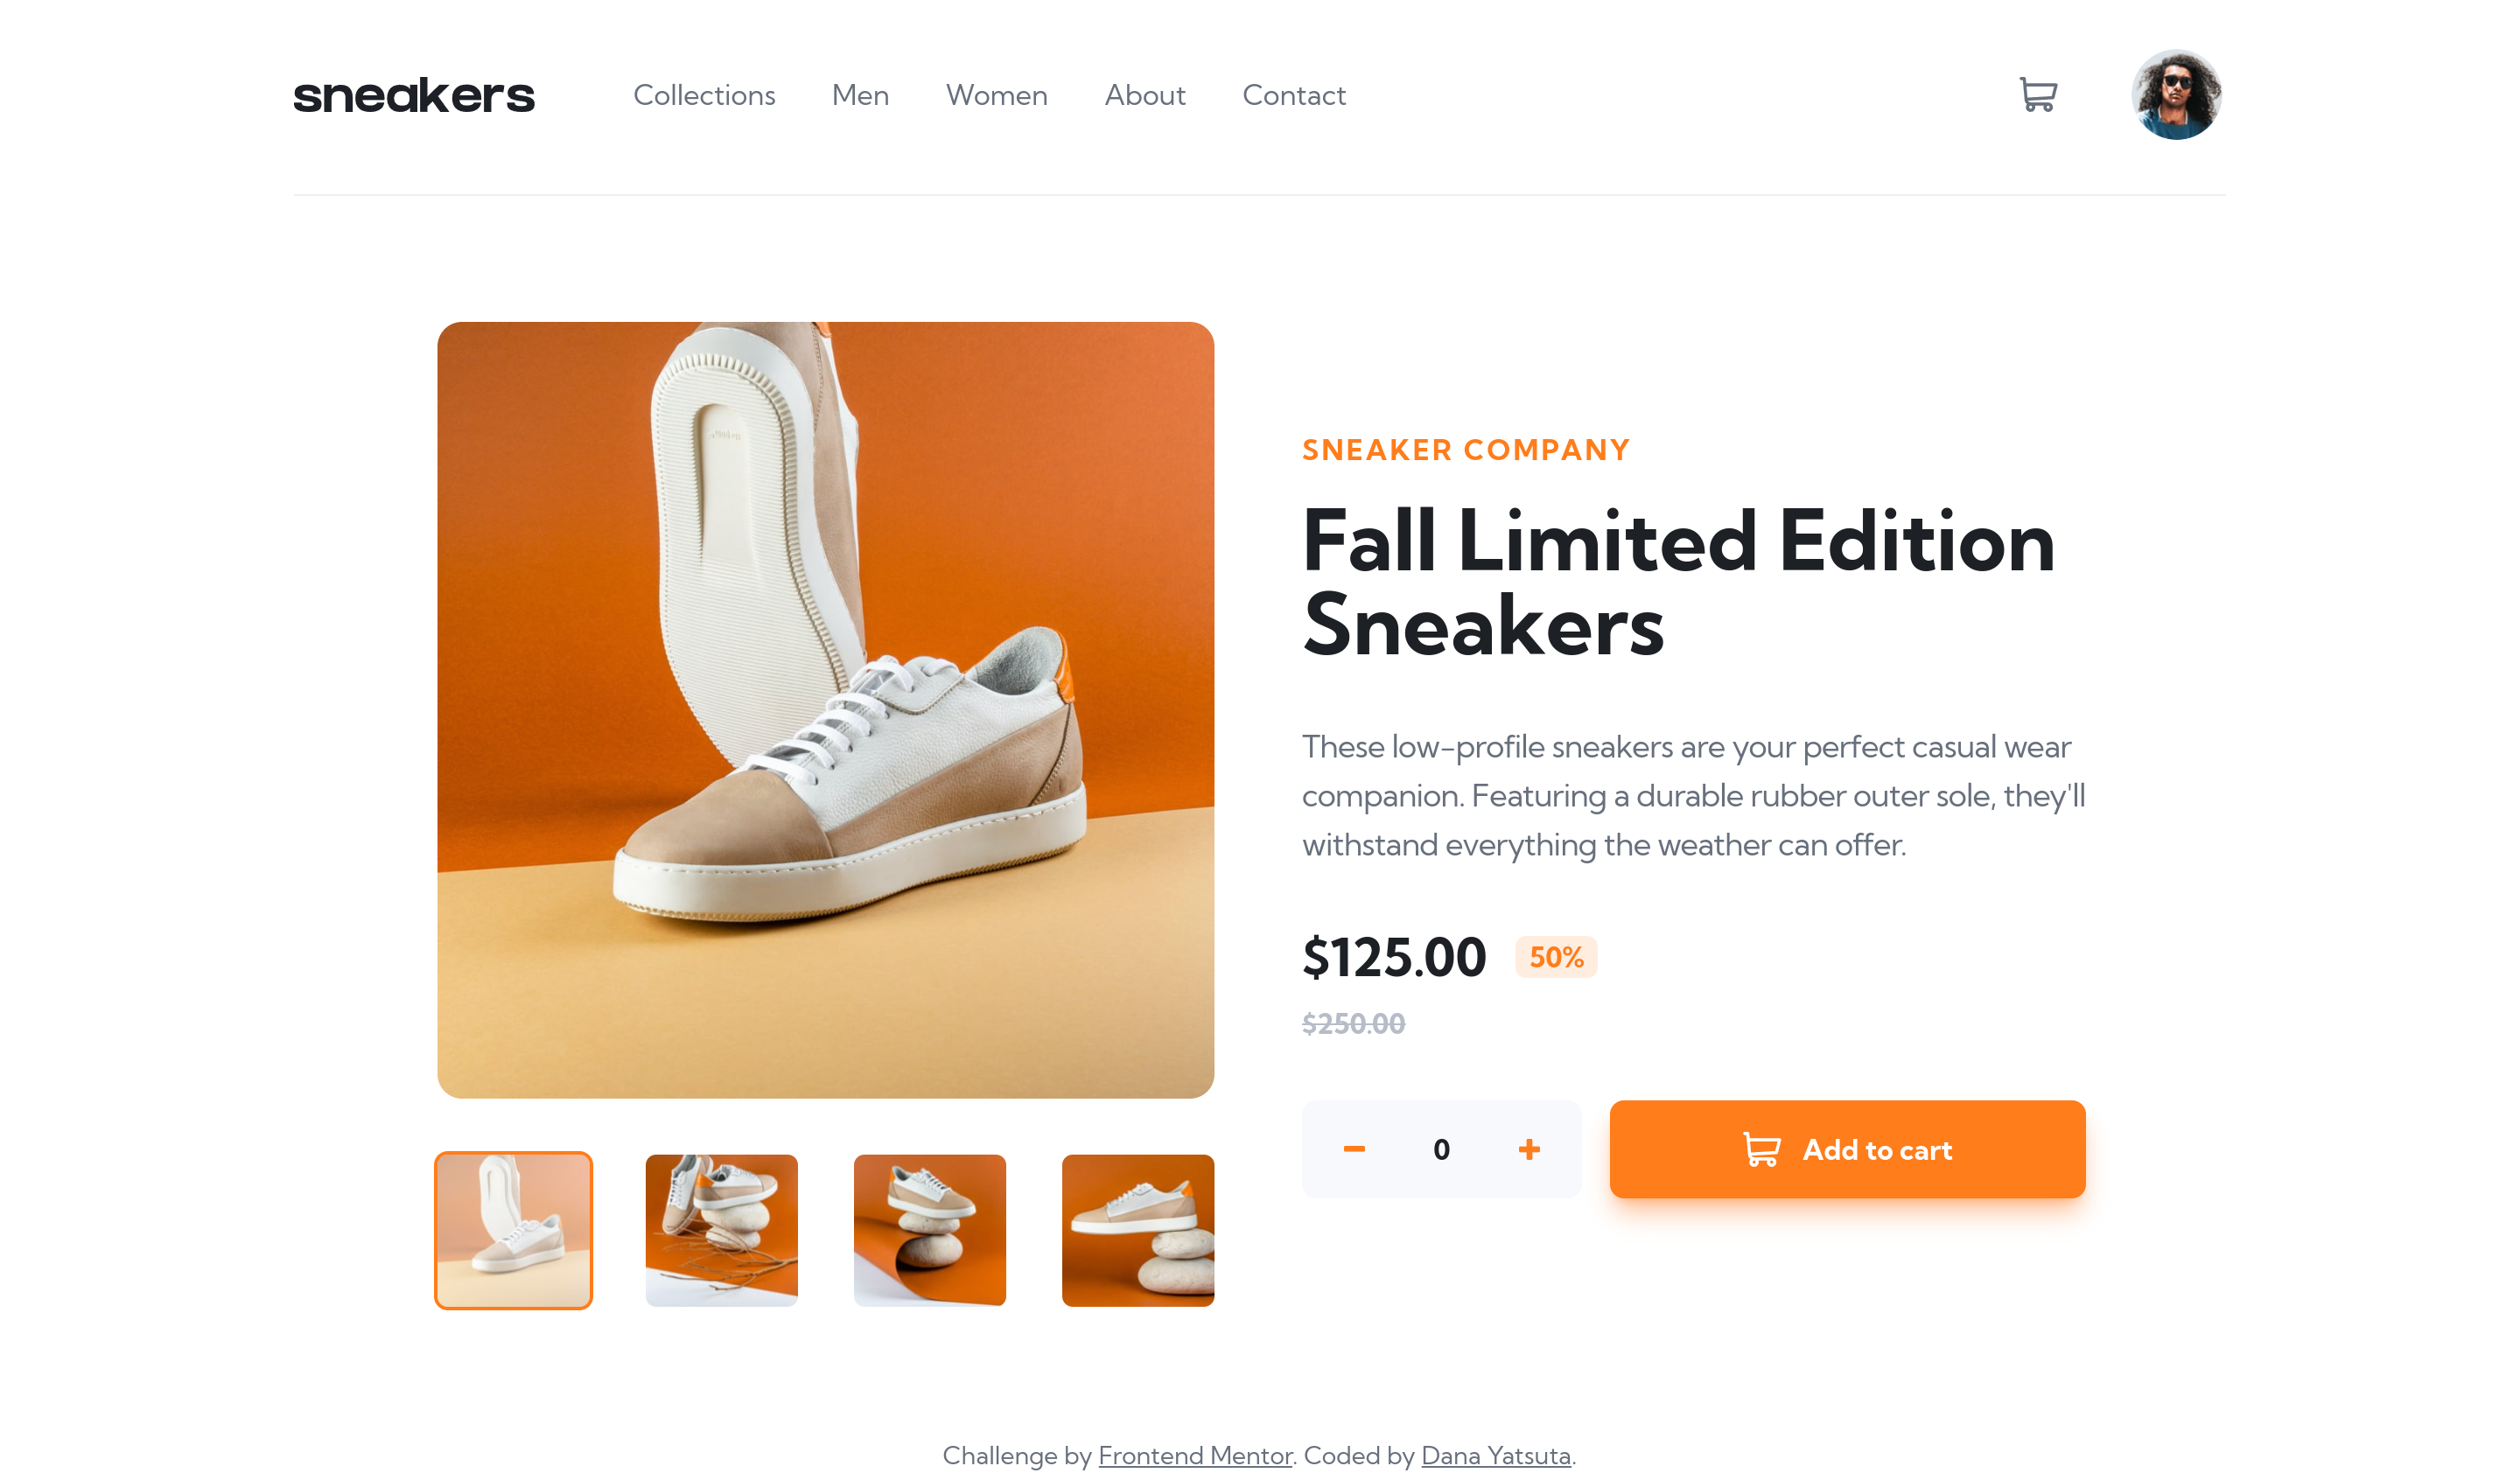 sneakers Collections Men Women About Contact
SNEAKER COMPANY
Fall Limited Edition
Sneakers
These low-profile sneakers are your perfect casual wear
companion. Featuring a durable rubber outer sole, they'll
withstand everything the weather can offer.
$125.00 50%
$250.00
0 Add to cart
Challenge by Frontend Mentor. Coded by Dana Yatsuta.